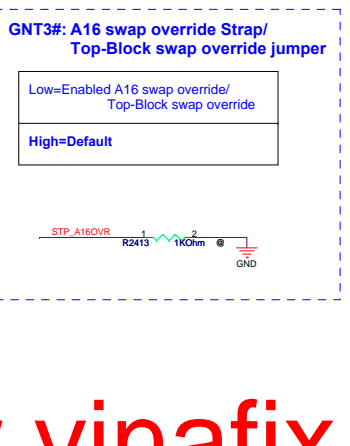 GNT3#: A16 swap override Strap/
Top-Block swap override jumper
Low=Enabled A16 swap override/
Top-Block swap override
High=Default
STP_A16OVR 1 2
R2413 1KOhm @
GND
vinafix